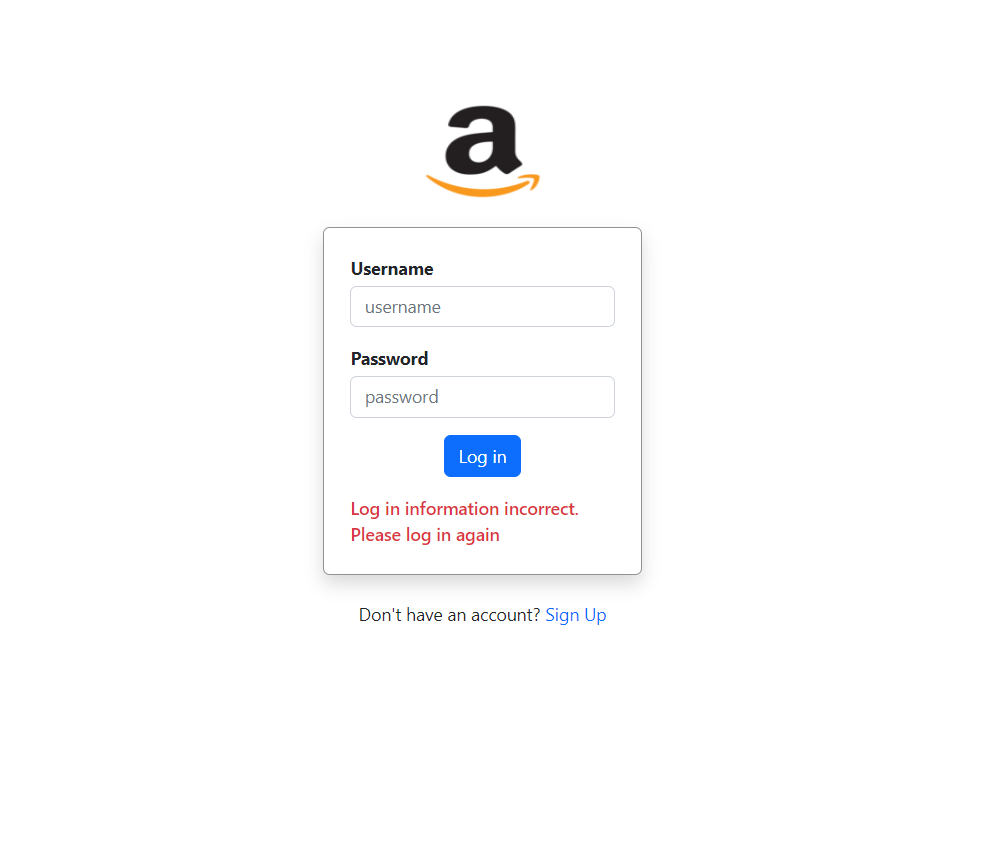 a
Username
username
Password
password
Log in
Log in information incorrect.
Please log in again
Don't have an account? Sign Up